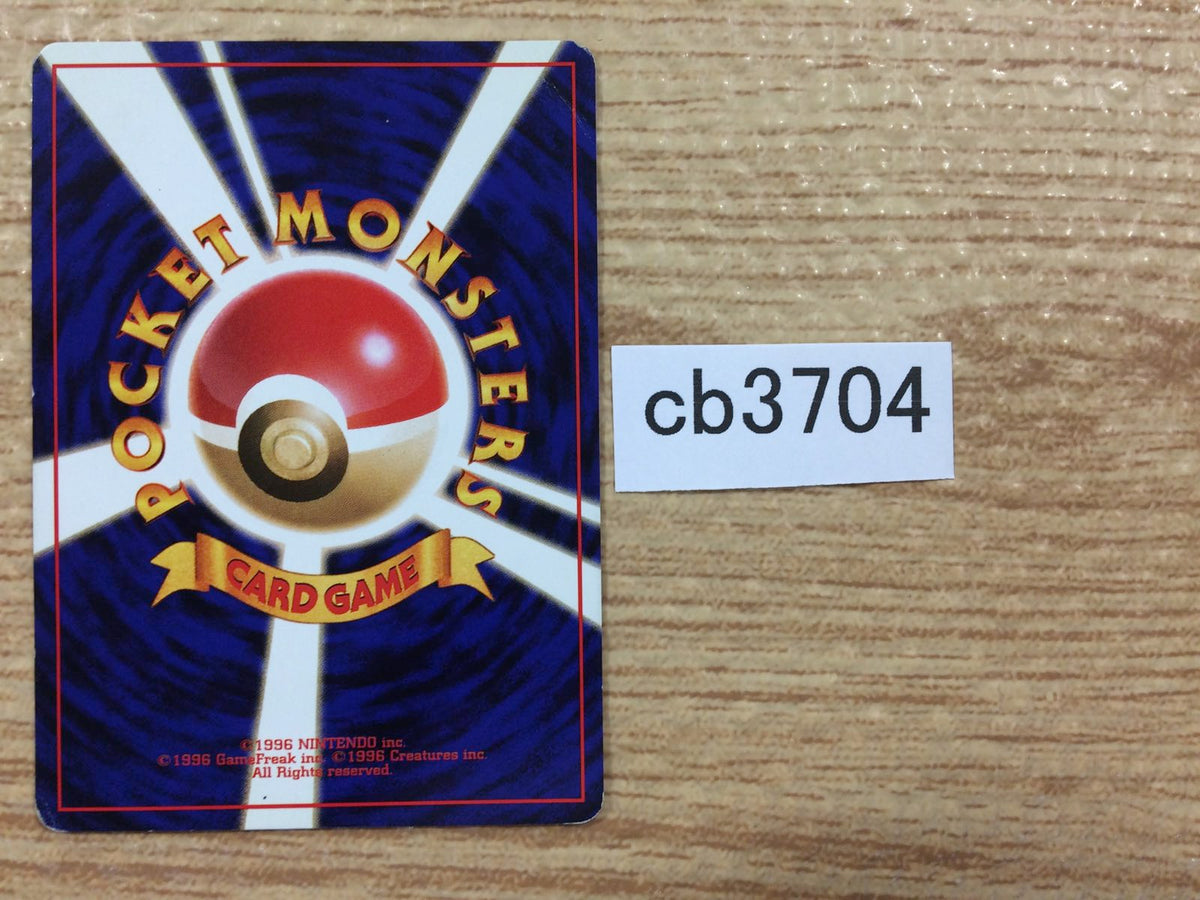 POCKET MONSTERS
CARD GAME
©1996 NINTENDO inc.
©1996 GameFreak inc. ©1996 Creatures inc.
All Rights reserved.
cb3704